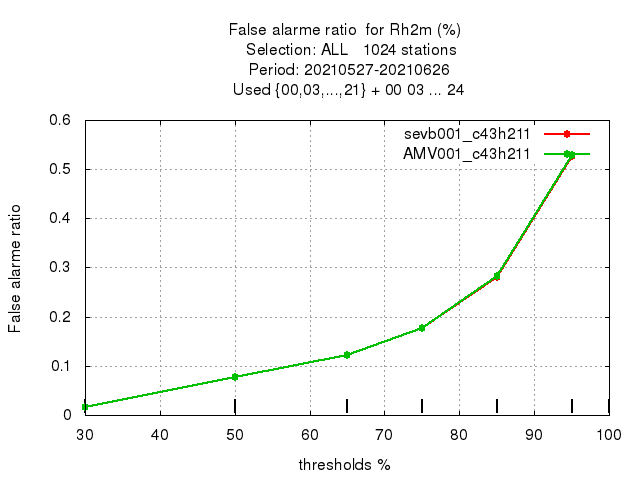 False alarme ratio  for Rh2m (%)
Selection: ALL   1024 stations
Period: 20210527-20210626
Used {00,03,...,21} + 00 03 ... 24
sevb001_c43h211
AMV001_c43h211
False alarme ratio
0.6
0.5
0.4
0.3
0.2
0.1
0
30 40 50 60 70 80 90 100
thresholds %